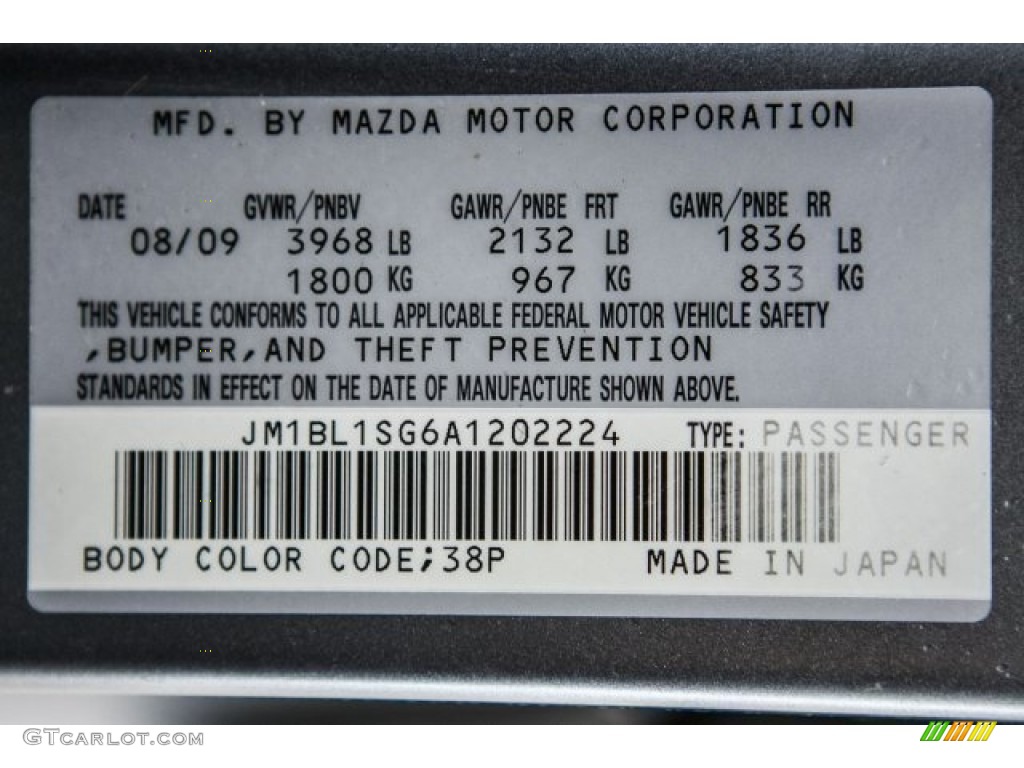 MFD. BY MAZDA MOTOR CORPORATION
DATE GVWR/PNBV GAWR/PNBE FRT GAWR/PNBE RR
08/09 3968 LB 2132 LB 1836 LB
1800 KG 967 KG 833 KG
THIS VEHICLE CONFORMS TO ALL APPLICABLE FEDERAL MOTOR VEHICLE SAFETY
,BUMPER,AND THEFT PREVENTION
STANDARDS IN EFFECT ON THE DATE OF MANUFACTURE SHOWN ABOVE.
JM1BL1SG6A1202224 TYPE: PASSENGER
BODY COLOR CODE;38P MADE IN JAPAN
GTCARLOT.COM